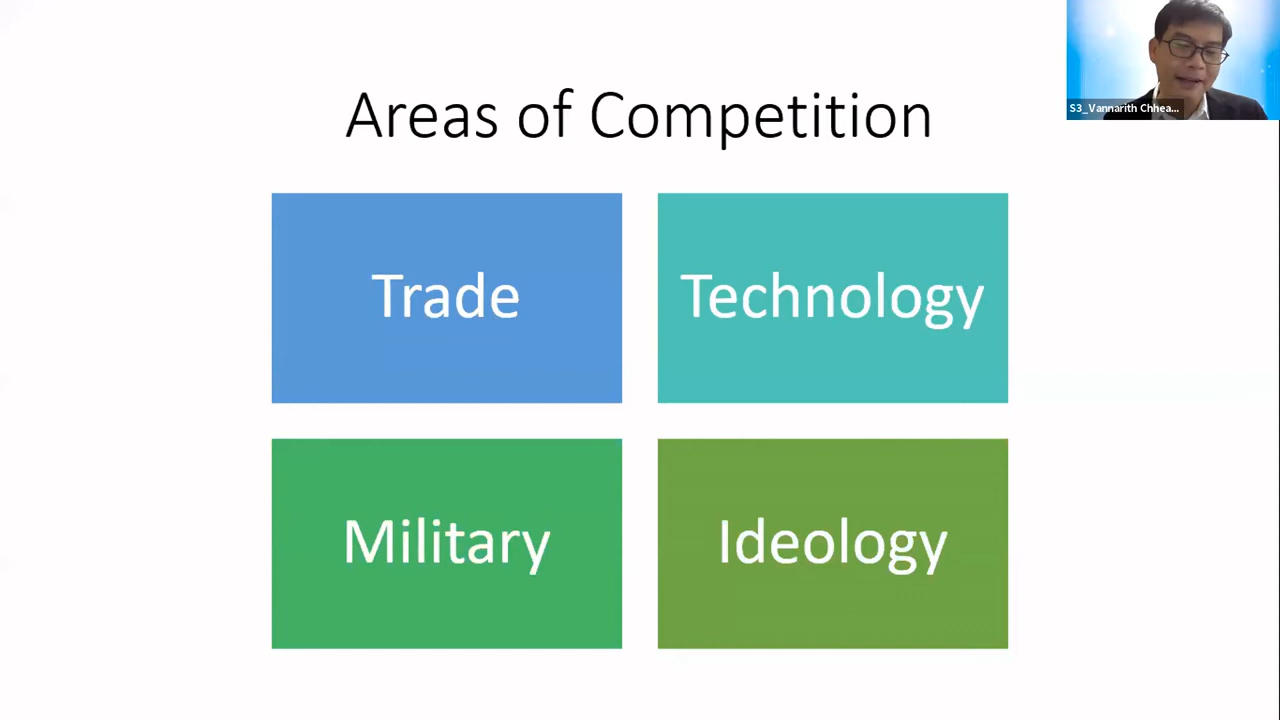 Areas of Competition
S3_Vannarith Chhea...
Trade
Technology
Military
Ideology